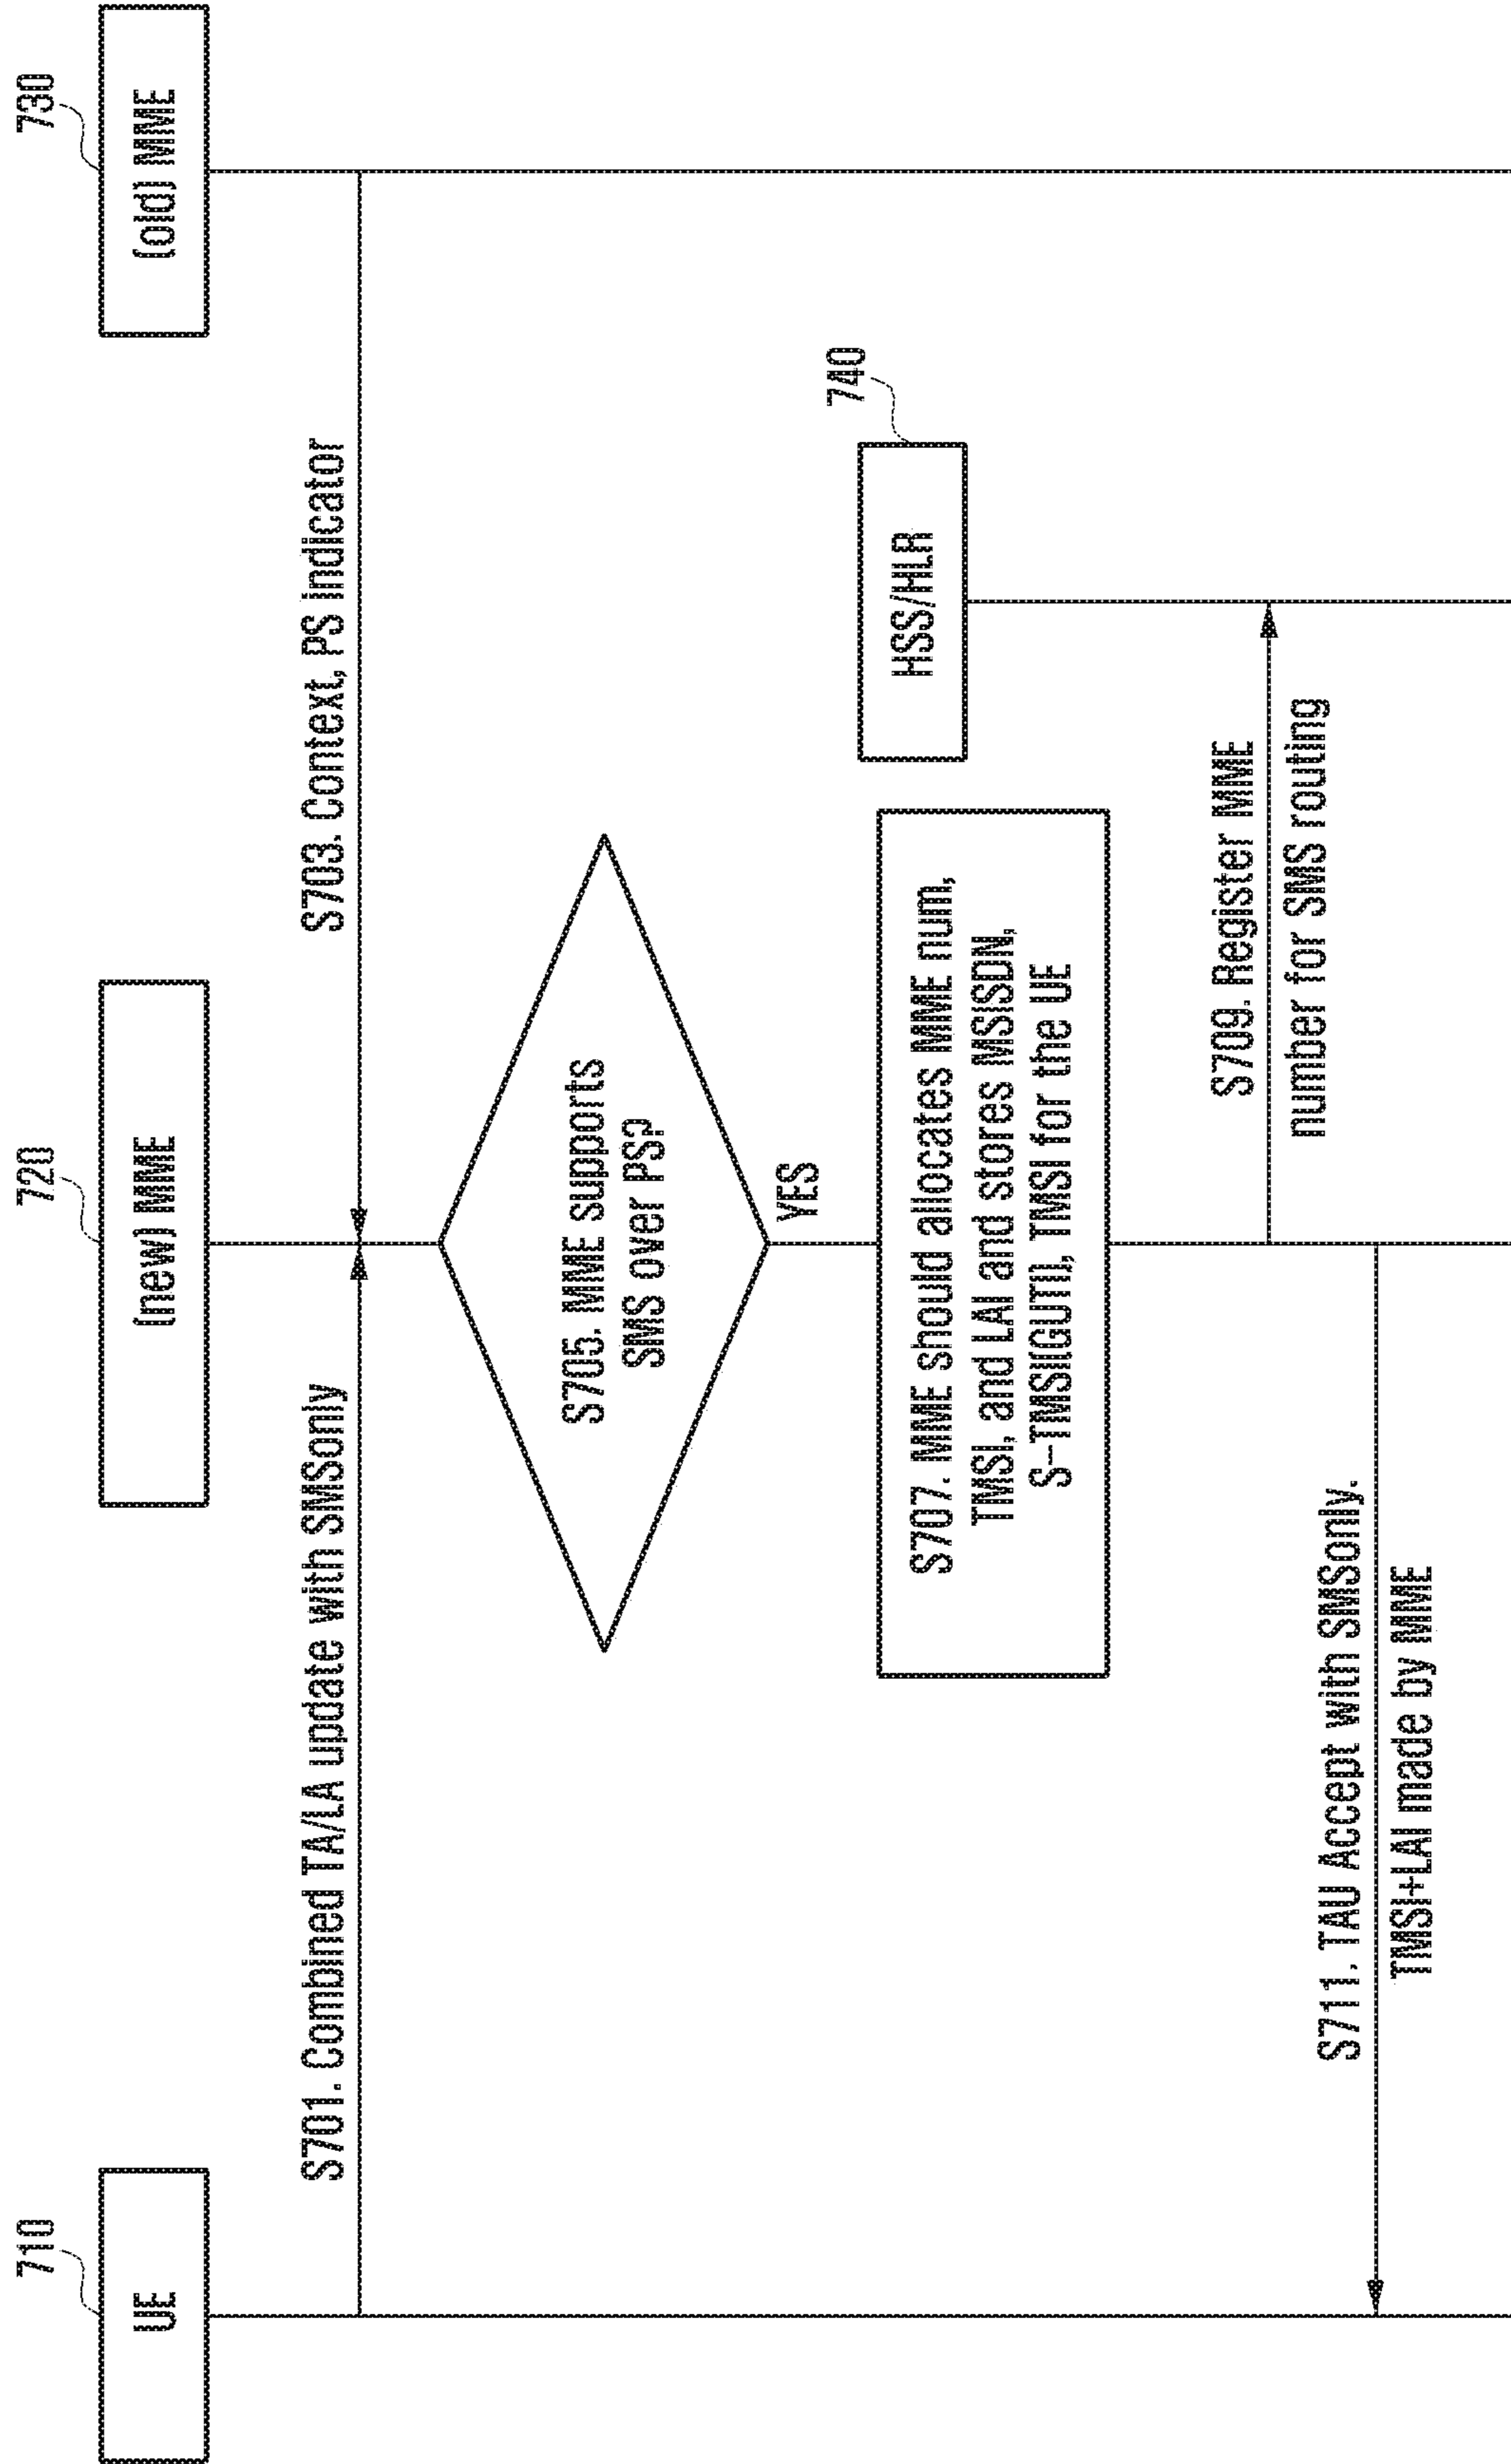 710
720
730
UE
(new) MME
(old) MME
S701. Combined TA/LA update with SMSonly
S703. Context, PS indicator
S705. MME supports
SMS over PS?
YES
740
HSS/HLR
S707. MME should allocates MME num,
TMSI, and LAI and stores MSISDN,
S-TMSI(GUTI), TMSI for the UE
S709. Register MME
number for SMS routing
S711. TAU Accept with SMSonly.
TMSI+LAI made by MME